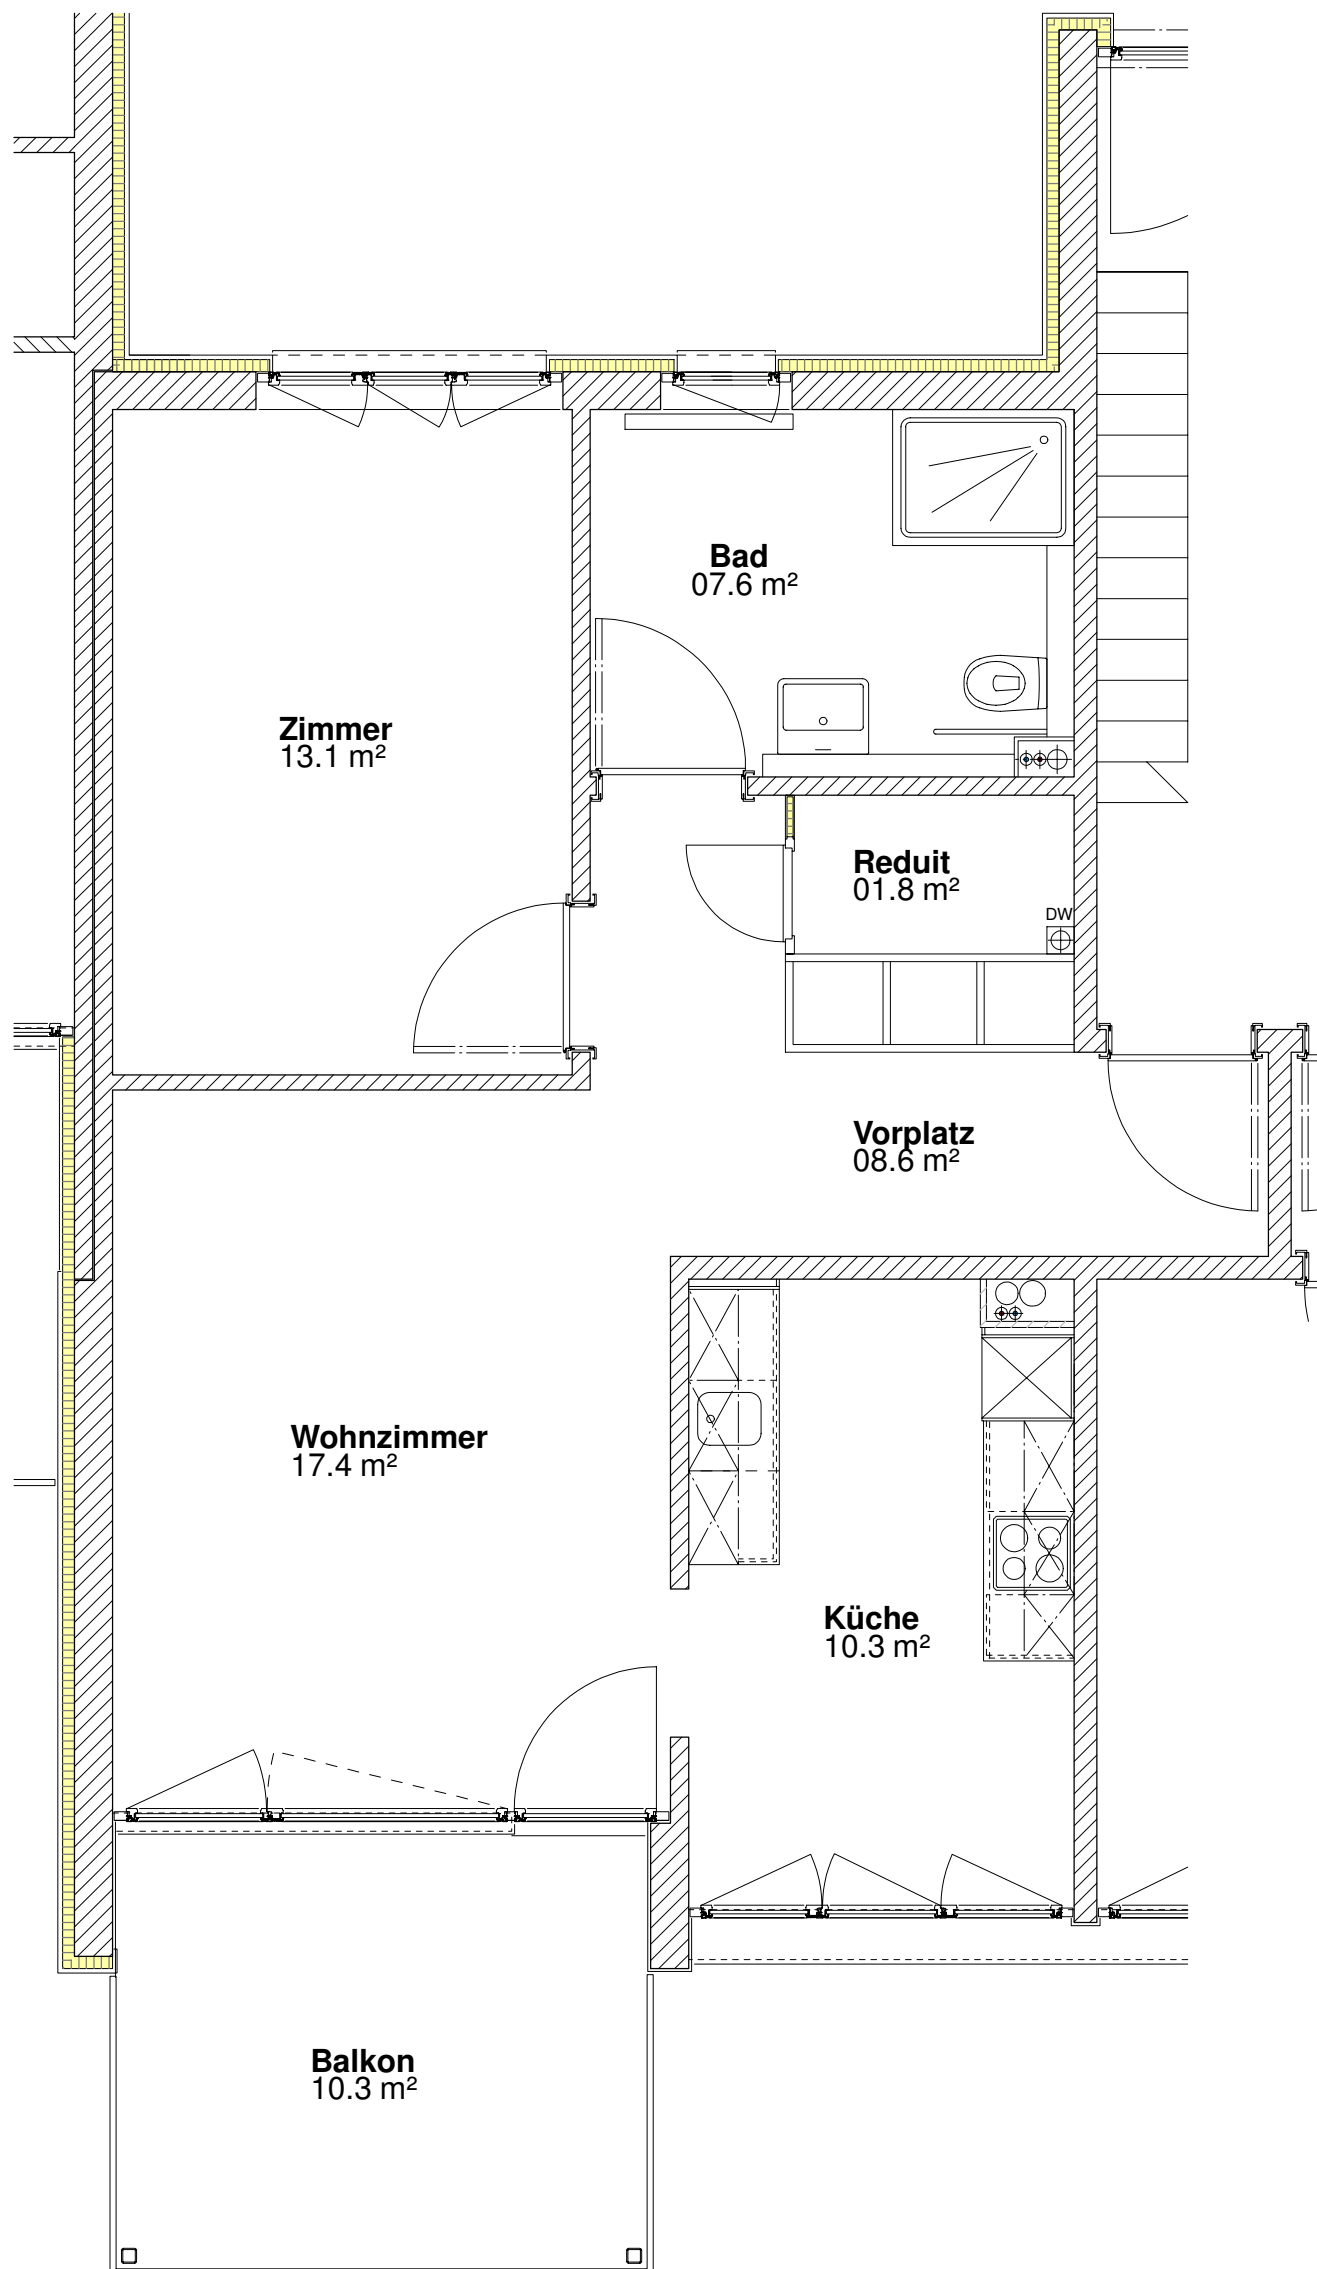 Bad
07.6 m²
Zimmer
13.1 m²
Reduit
01.8 m²
DW
Vorplatz
08.6 m²
Wohnzimmer
17.4 m²
Küche
10.3 m²
Balkon
10.3 m²